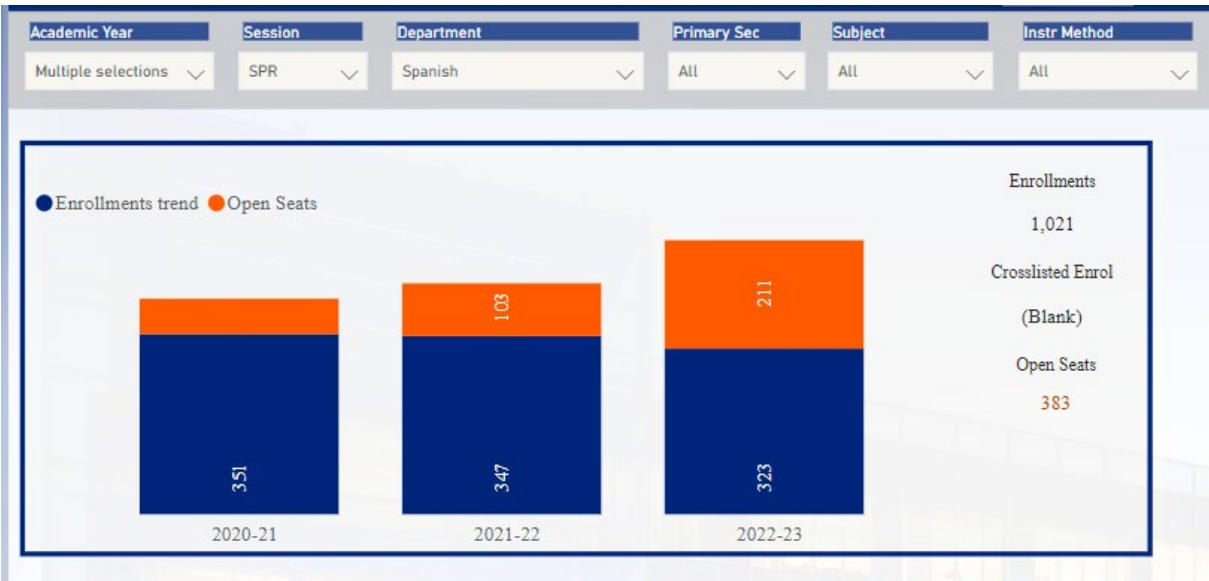 Academic Year Session Department Primary Sec Subject Instr Method
Multiple selections SPR Spanish All All All
Enrollments trend Open Seats
Enrollments
1,021
Crosslisted Enrol
(Blank)
Open Seats
383
103
211
351
347
323
2020-21 2021-22 2022-23